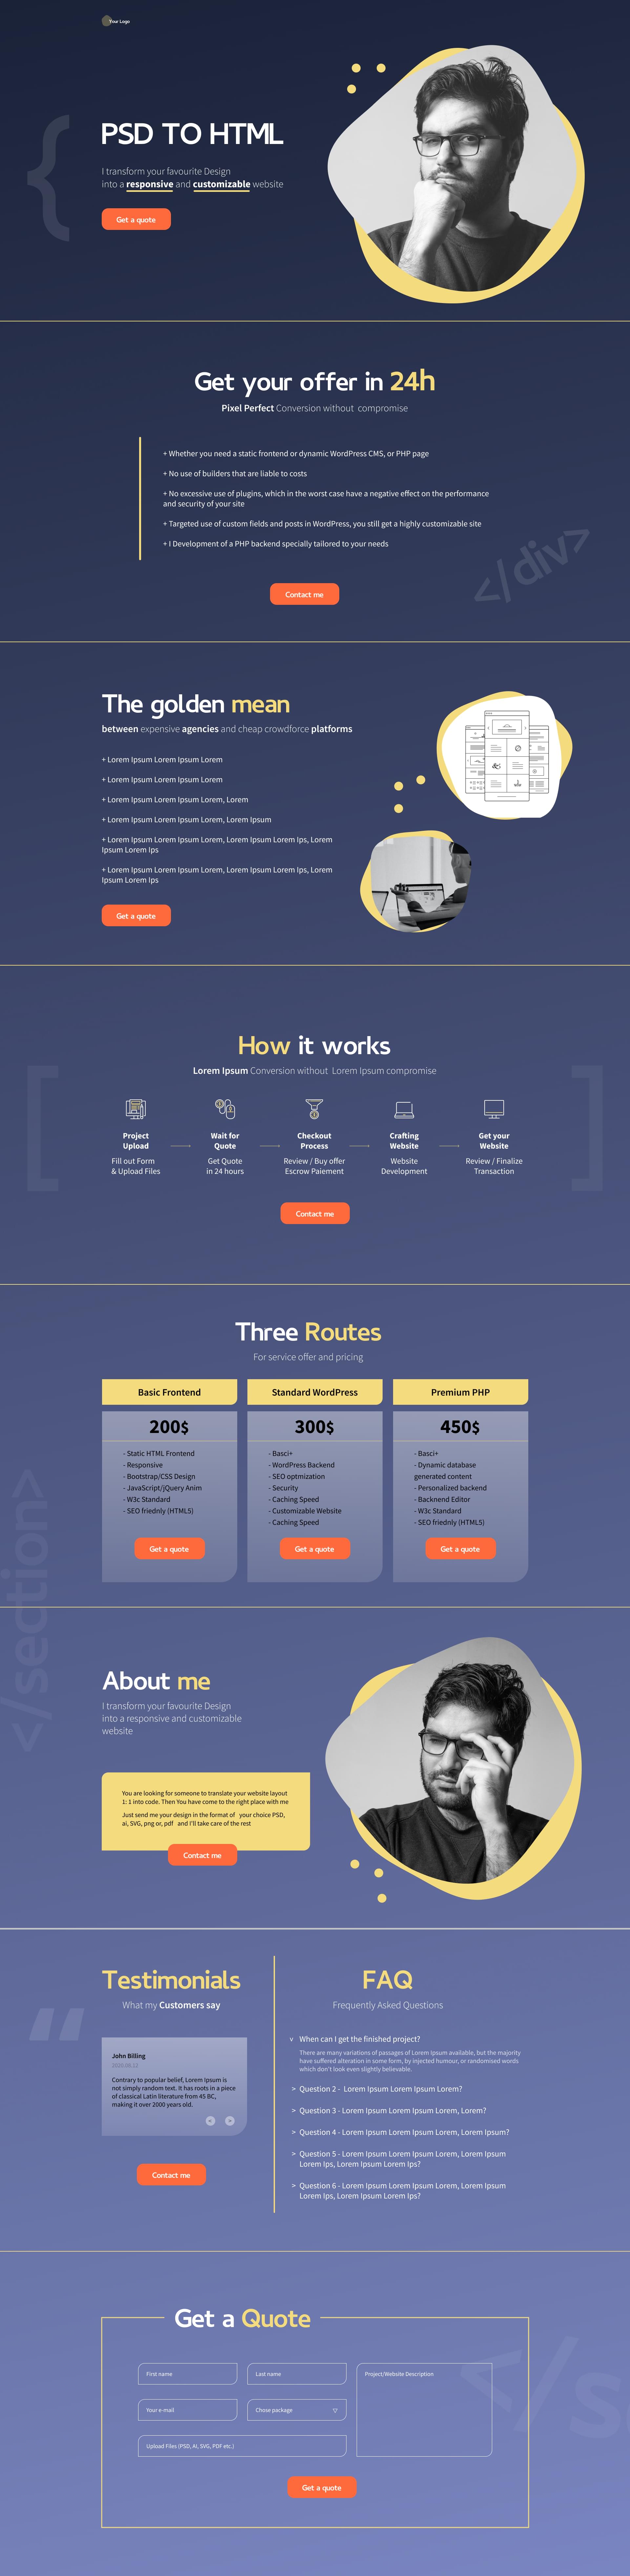 Your Logo
{
PSD TO HTML
I transform your favourite Design
into a responsive and customizable website
Get a quote
Get your offer in 24h
Pixel Perfect Conversion without compromise
+ Whether you need a static frontend or dynamic WordPress CMS, or PHP page
+ No use of builders that are liable to costs
+ No excessive use of plugins, which in the worst case have a negative effect on the performance
and security of your site
+ Targeted use of custom fields and posts in WordPress, you still get a highly customizable site
+ I Development of a PHP backend specially tailored to your needs
</div>
Contact me
The golden mean
between expensive agencies and cheap crowdforce platforms
+ Lorem Ipsum Lorem Ipsum Lorem
+ Lorem Ipsum Lorem Ipsum Lorem
+ Lorem Ipsum Lorem Ipsum Lorem, Lorem
+ Lorem Ipsum Lorem Ipsum Lorem, Lorem Ipsum
+ Lorem Ipsum Lorem Ipsum Lorem, Lorem Ipsum Lorem Ips, Lorem
Ipsum Lorem Ips
+ Lorem Ipsum Lorem Ipsum Lorem, Lorem Ipsum Lorem Ips, Lorem
Ipsum Lorem Ips
Get a quote
How it works
Lorem Ipsum Conversion without Lorem Ipsum compromise
[ ]
Project
Upload
Fill out Form
& Upload Files
Wait for
Quote
Get Quote
in 24 hours
Checkout
Process
Review / Buy offer
Escrow Paiement
Crafting
Website
Website
Development
Get your
Website
Review / Finalize
Transaction
Contact me
Three Routes
For service offer and pricing
Basic Frontend
200$
- Static HTML Frontend
- Responsive
- Bootstrap/CSS Design
- JavaScript/jQuery Anim
- W3c Standard
- SEO friednly (HTML5)
Get a quote
Standard WordPress
300$
- Basci+
- WordPress Backend
- SEO optmization
- Security
- Caching Speed
- Customizable Website
- Caching Speed
Get a quote
Premium PHP
450$
- Basci+
- Dynamic database
generated content
- Personalized backend
- Backnend Editor
- W3c Standard
- SEO friednly (HTML5)
Get a quote
</section>
About me
I transform your favourite Design
into a responsive and customizable
website
You are looking for someone to translate your website layout
1: 1 into code. Then You have come to the right place with me
Just send me your design in the format of your choice PSD,
ai, SVG, png or, pdf and I'll take care of the rest
Contact me
Testimonials
What my Customers say
“
John Billing
2020.05.12
Contrary to popular belief, Lorem Ipsum is
not simply random text. It has roots in a piece
of classical Latin literature from 45 BC,
making it over 2000 years old.
Contact me
FAQ
Frequently Asked Questions
v When can I get the finished project?
There are many variations of passages of Lorem Ipsum available, but the majority
have suffered alteration in some form, by injected humour, or randomised words
which don't look even slightly believable.
> Question 2 - Lorem Ipsum Lorem Ipsum Lorem?
> Question 3 - Lorem Ipsum Lorem Ipsum Lorem, Lorem?
> Question 4 - Lorem Ipsum Lorem Ipsum Lorem, Lorem Ipsum?
> Question 5 - Lorem Ipsum Lorem Ipsum Lorem, Lorem Ipsum
Lorem Ips, Lorem Ipsum Lorem Ips?
> Question 6 - Lorem Ipsum Lorem Ipsum Lorem, Lorem Ipsum
Lorem Ips, Lorem Ipsum Lorem Ips?
Get a Quote
First name
Last name
Project/Website Description
Your e-mail
Chose package
Upload Files (PSD, AI, SVG, PDF etc.)
</s
Get a quote